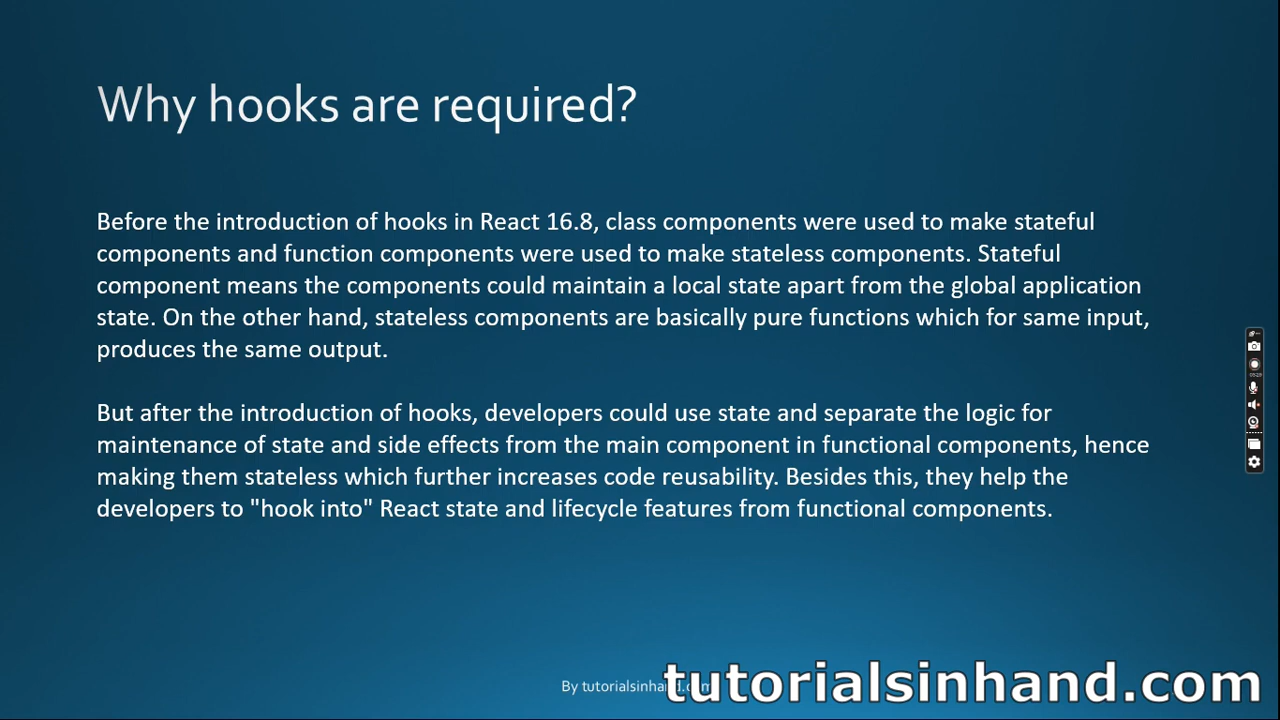 Why hooks are required?
Before the introduction of hooks in React 16.8, class components were used to make stateful
components and function components were used to make stateless components. Stateful
component means the components could maintain a local state apart from the global application
state. On the other hand, stateless components are basically pure functions which for same input,
produces the same output.
But after the introduction of hooks, developers could use state and separate the logic for
maintenance of state and side effects from the main component in functional components, hence
making them stateless which further increases code reusability. Besides this, they help the
developers to "hook into" React state and lifecycle features from functional components.
By tutorialsinhand.com
tutorialsinhand.com